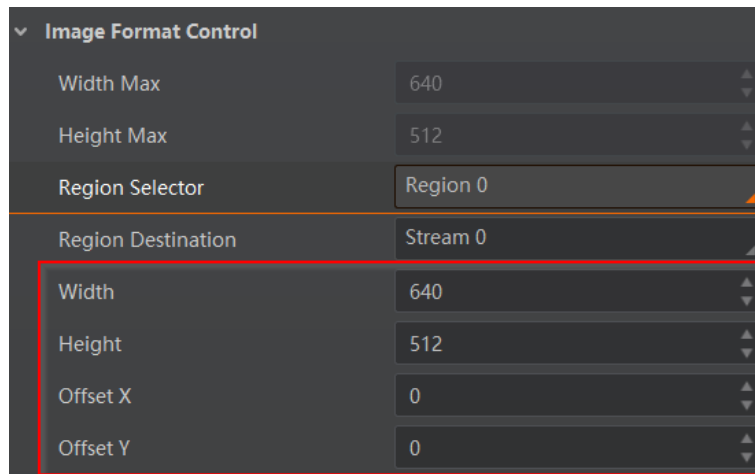 Image Format Control
Width Max 640
Height Max 512
Region Selector Region 0
Region Destination Stream 0
Width 640
Height 512
Offset X 0
Offset Y 0